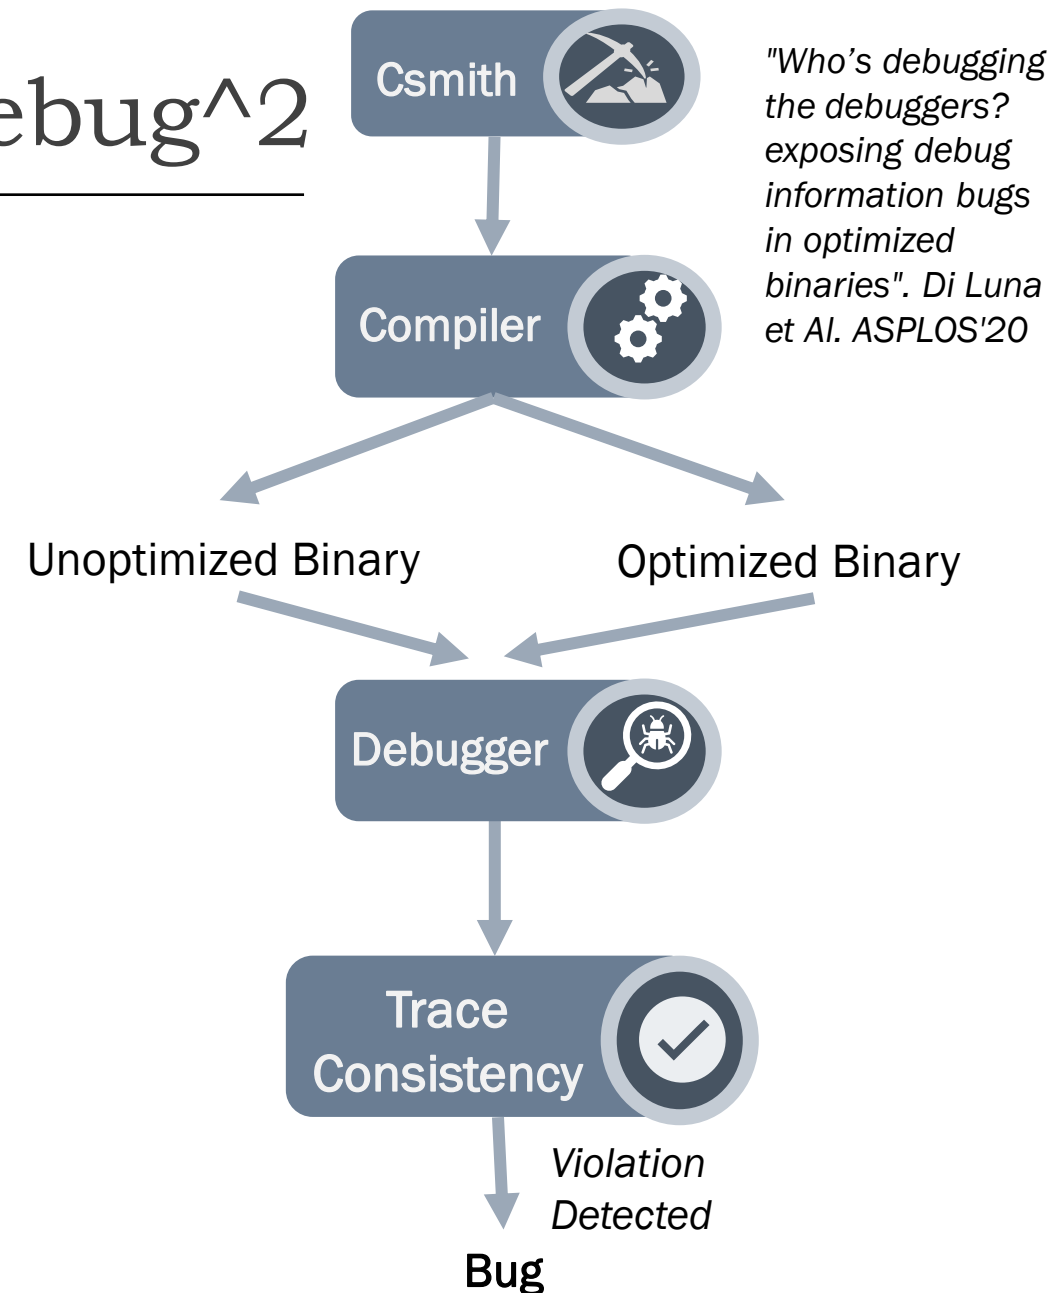 ebug^2
Csmith
"Who’s debugging
the debuggers?
exposing debug
information bugs
in optimized
binaries". Di Luna
et Al. ASPLOS'20
Compiler
Unoptimized Binary
Optimized Binary
Debugger
Trace
Consistency
Violation
Detected
Bug